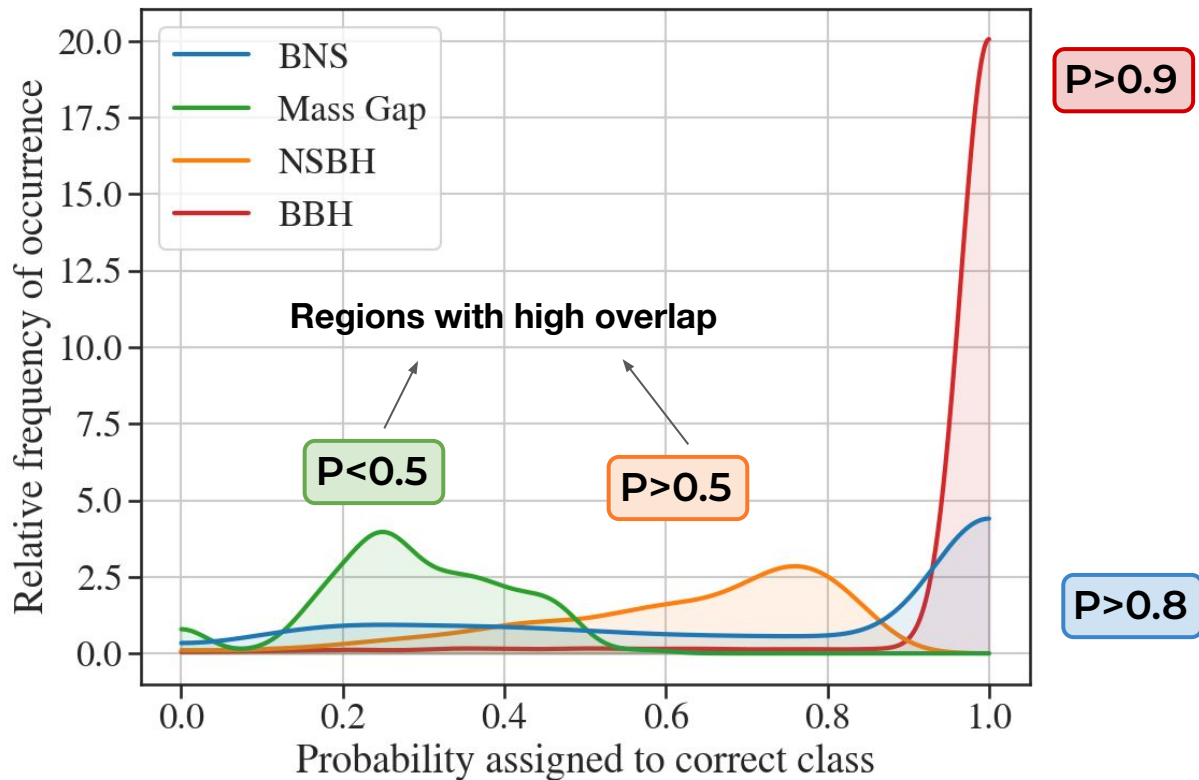 Relative frequency of occurrence
20.0
17.5
15.0
12.5
10.0
7.5
5.0
2.5
0.0
BNS
Mass Gap
NSBH
BBH
P>0.9
Regions with high overlap
P<0.5
P>0.5
P>0.8
0.0 0.2 0.4 0.6 0.8 1.0
Probability assigned to correct class